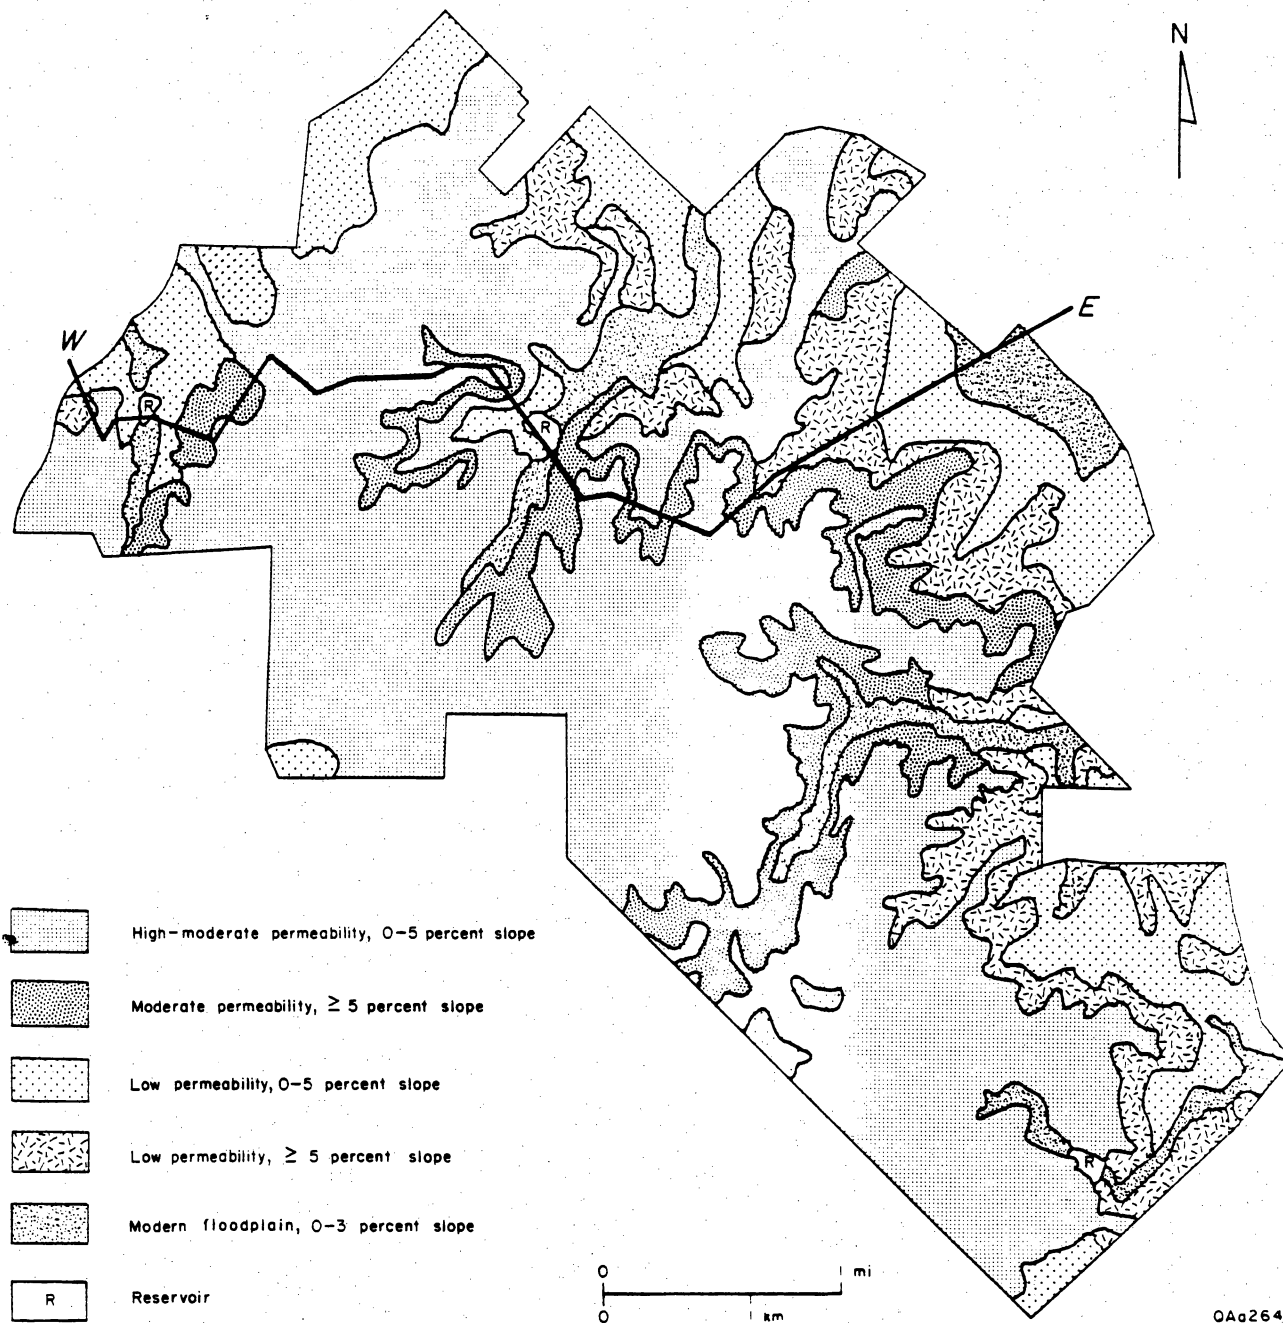 N
E
W
R
R
High-moderate permeability, 0-5 percent slope
Moderate permeability, ≥ 5 percent slope
Low permeability, 0-5 percent slope
Low permeability, ≥ 5 percent slope
R
Modern floodplain, 0-3 percent slope
R Reservoir
0 1 mi
0 1 km
QAa264